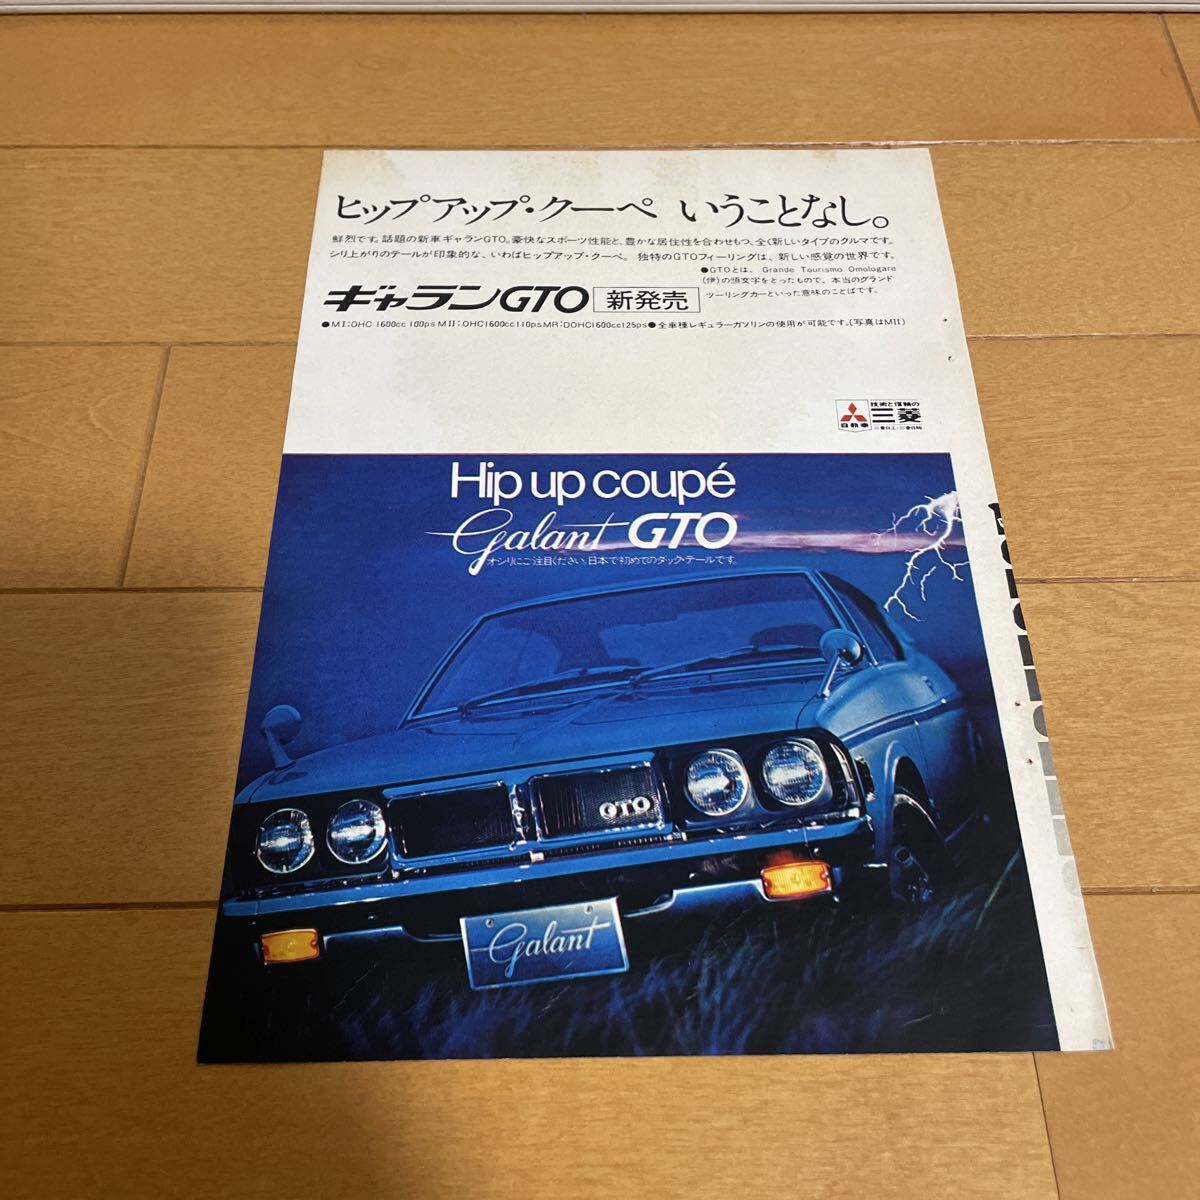 ヒップアップ・クーペ いうことなし。
鮮烈です。話題の新車ギャランGTO。豪快なスポーツ性能と、豊かな居住性を合わせもつ、全く新しいタイプのクルマです。
シリ上がりのテールが印象的な、いわばヒップアップ・クーペ。 独特のGTOフィーリングは、新しい感覚の世界です。
●GTOとは、Grande Tourismo Omologare
(伊)の頭文字をとったもので、本当のグランド
ツーリングカーといった意味のことばです。
ギャランGTO 新発売
●MI:OHC 1600cc 100ps MII:OHC1600cc110ps MR:DOHC1600cc125ps●全車種レギュラーガソリンの使用が可能です。(写真はMII)
技術と信頼の
三菱
自動車
Hip up coupé
Galant GTO
オシリにご注目ください。日本で初めてのダック・テールです。
GTO
Galant